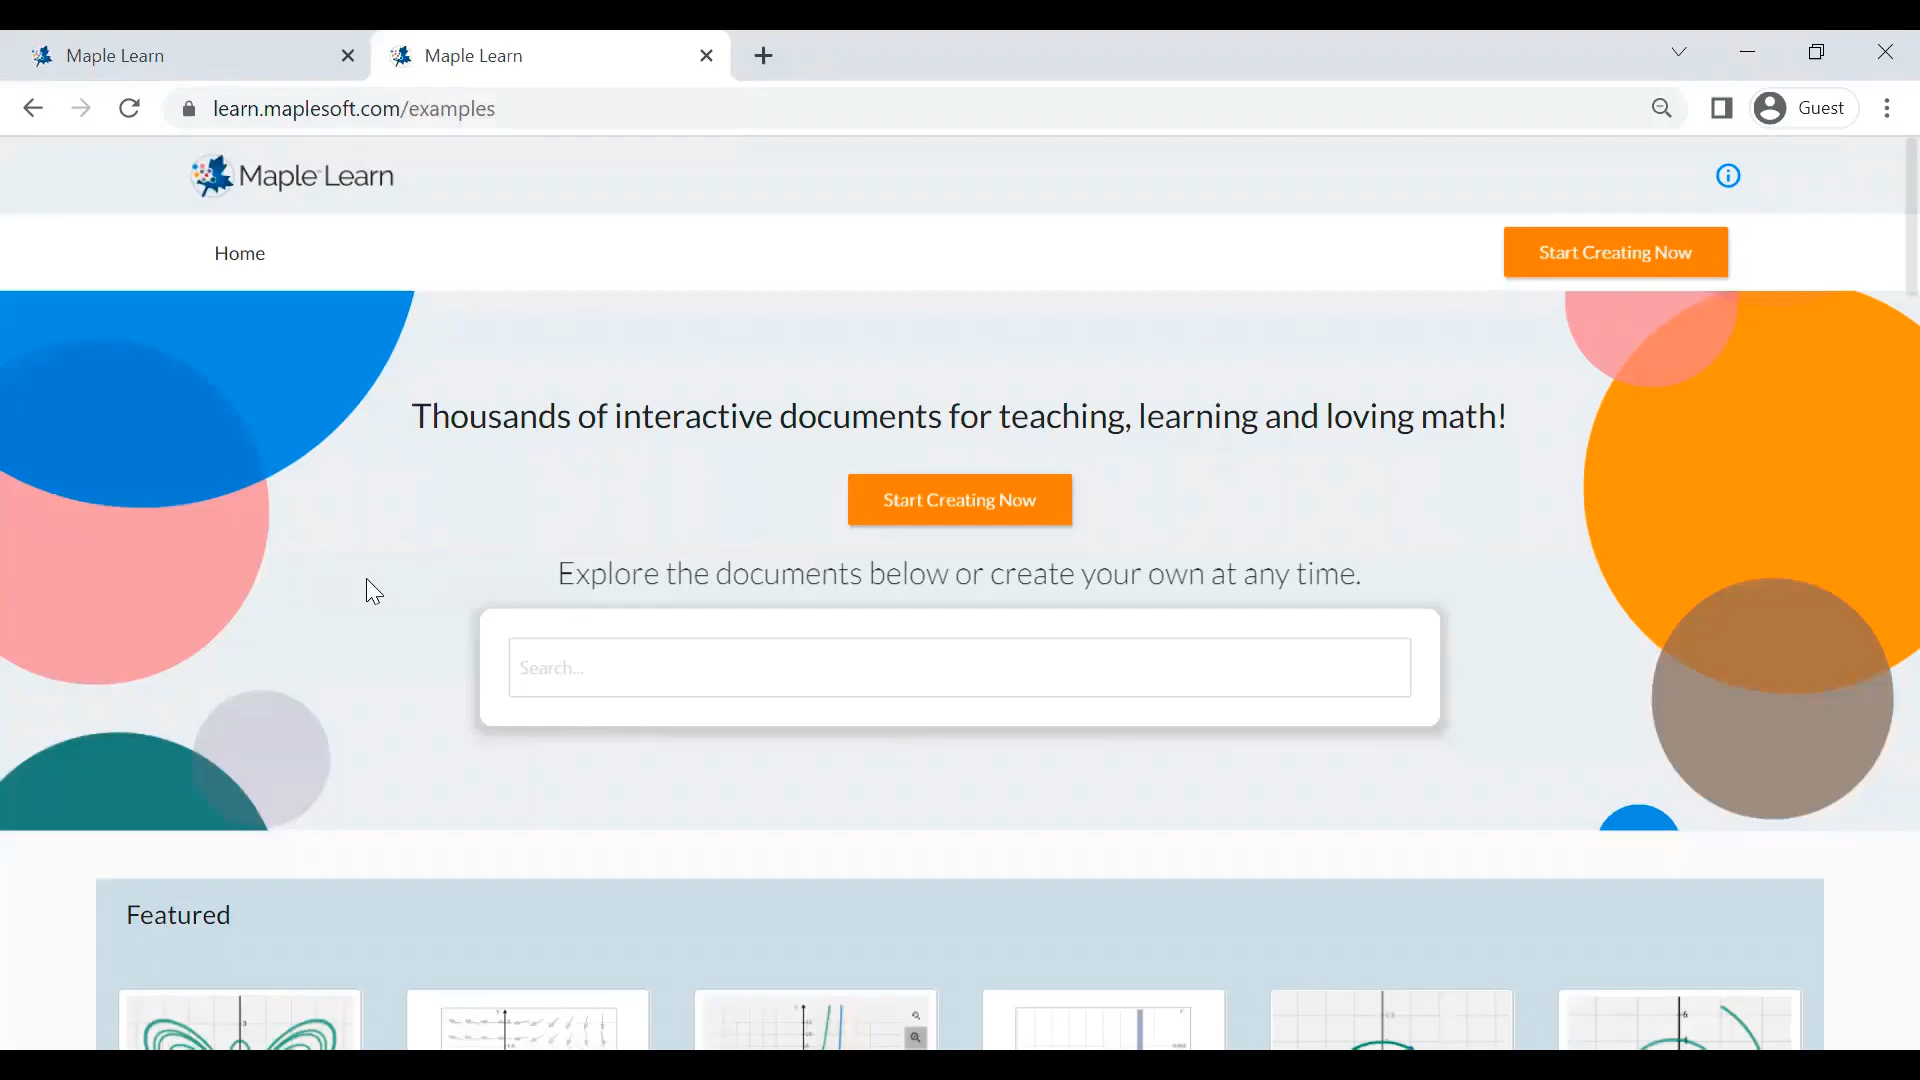 Maple Learn
Maple Learn
learn.maplesoft.com/examples
Guest
Maple Learn
Home
Start Creating Now
Thousands of interactive documents for teaching, learning and loving math!
Start Creating Now
Explore the documents below or create your own at any time.
Search...
Featured